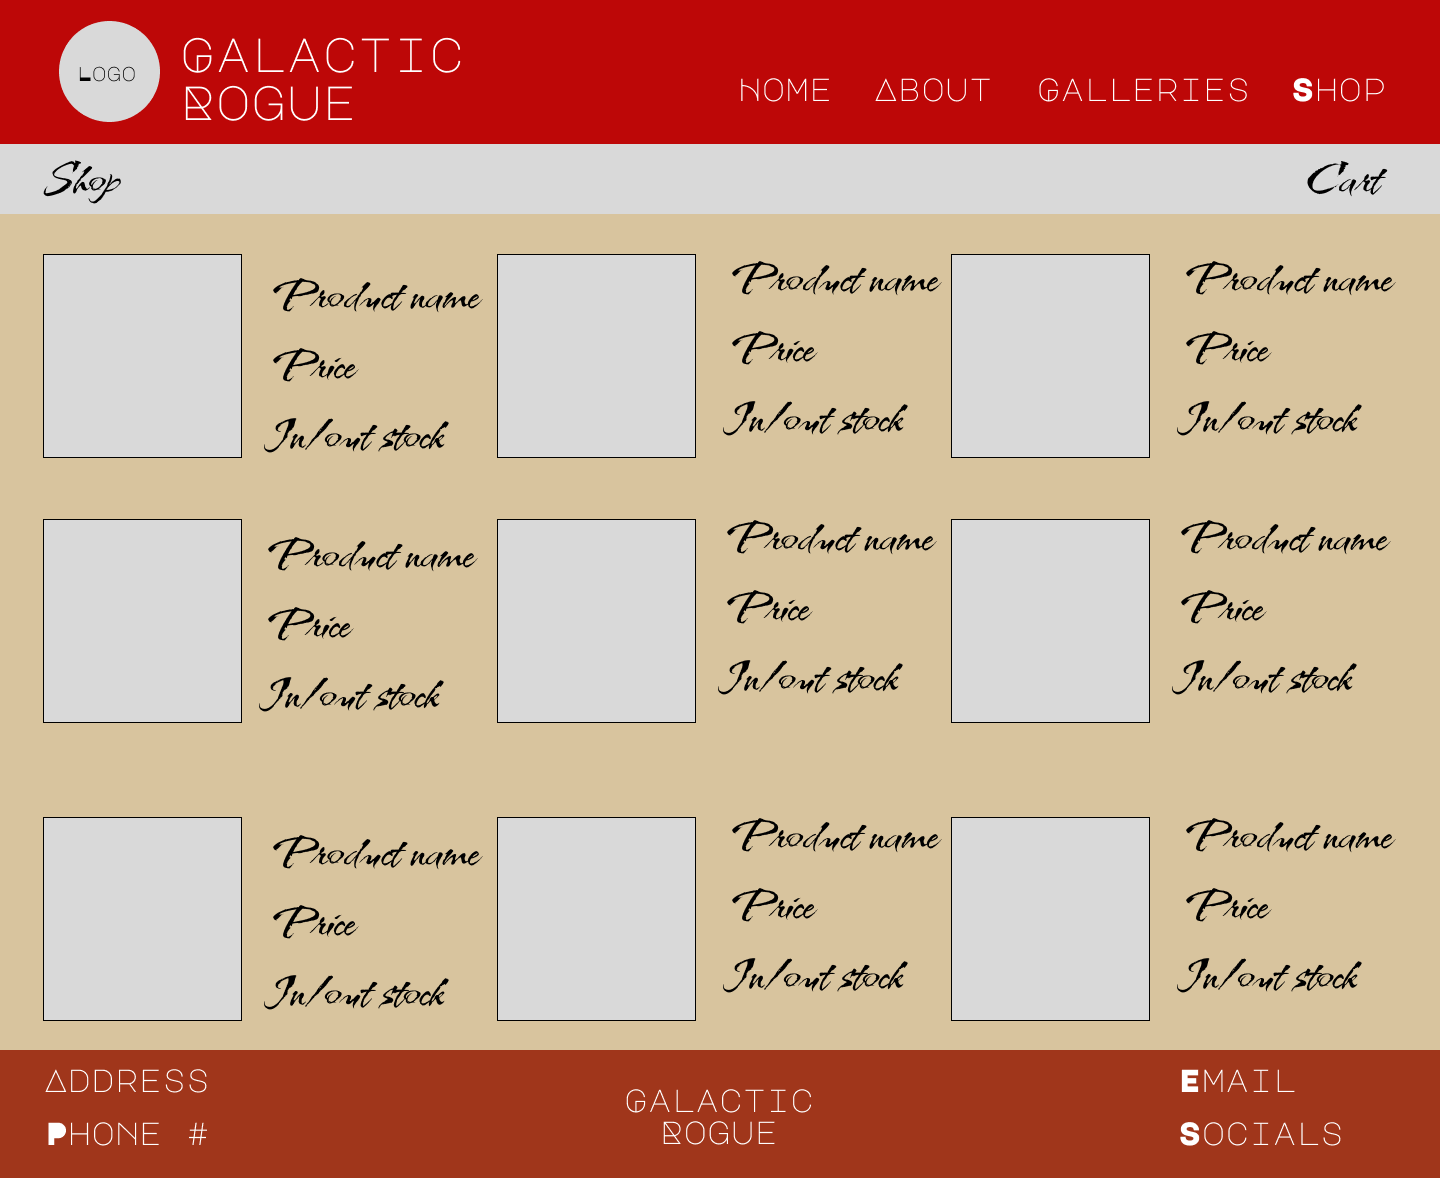 LOGO
GALACTIC
ROGUE
HOME ABOUT GALLERIES SHOP
Shop
Cart
Product name
Price
In/out stock
Product name
Price
In/out stock
Product name
Price
In/out stock
Product name
Price
In/out stock
Product name
Price
In/out stock
Product name
Price
In/out stock
Product name
Price
In/out stock
Product name
Price
In/out stock
Product name
Price
In/out stock
ADDRESS
PHONE #
GALACTIC
ROGUE
EMAIL
SOCIALS